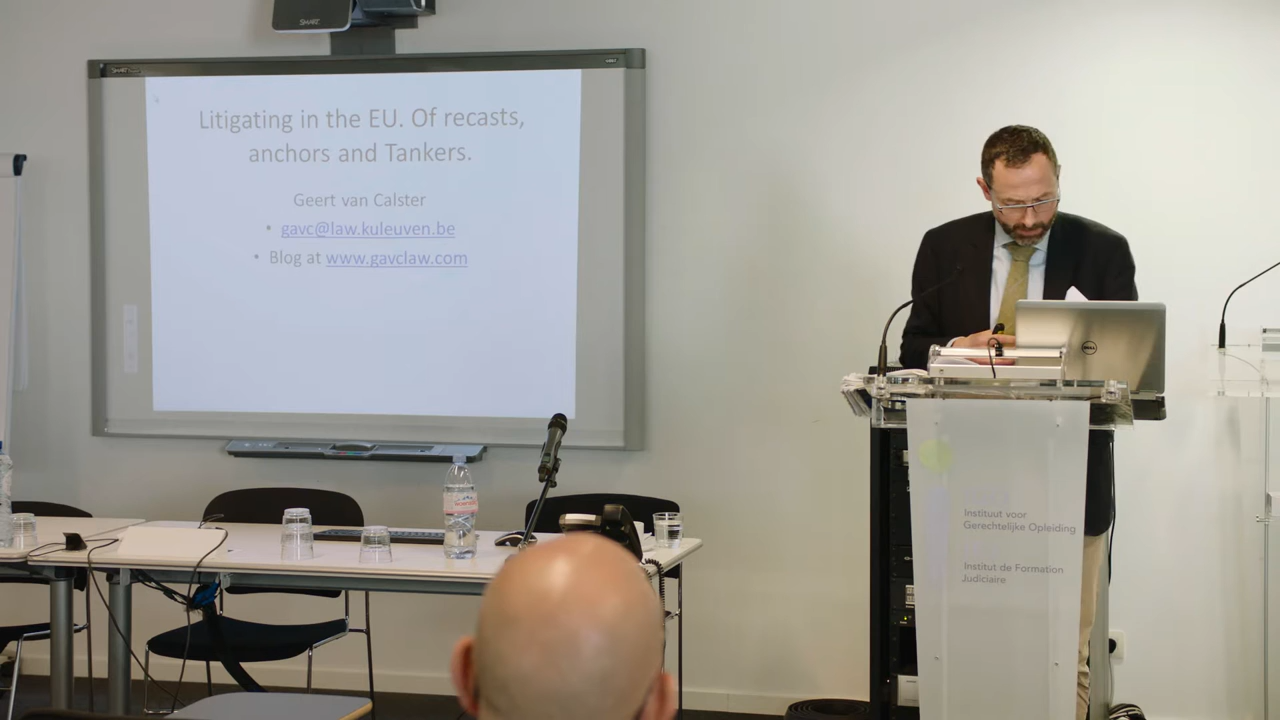 SMART
SMART
Litigating in the EU. Of recasts,
anchors and Tankers.
Geert van Calster
• gavc@law.kuleuven.be
• Blog at www.gavclaw.com
DELL
Instituut voor
Gerechtelijke Opleiding
Institut de Formation
Judiciaire